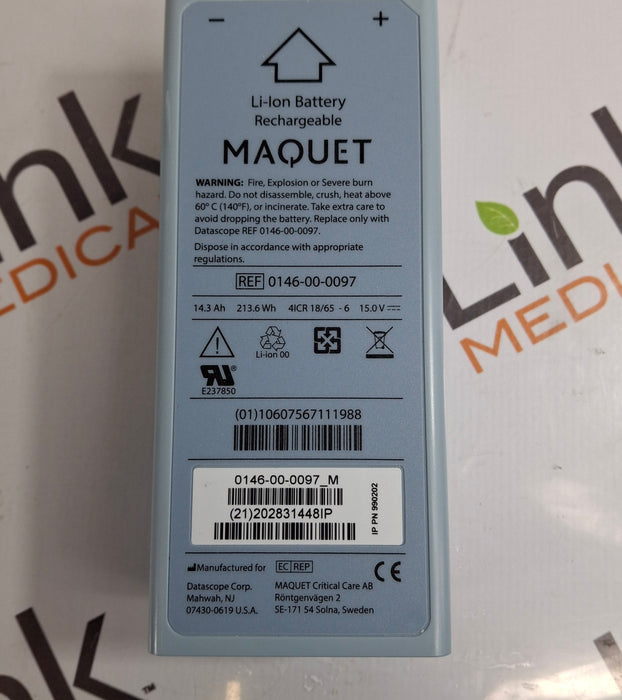 − +
Li-Ion Battery
Rechargeable
MAQUET
WARNING: Fire, Explosion or Severe burn
hazard. Do not disassemble, crush, heat above
60° C (140°F), or incinerate. Take extra care to
avoid dropping the battery. Replace only with
Datascope REF 0146-00-0097.
Dispose in accordance with appropriate
regulations.
REF 0146-00-0097
14.3 Ah 213.6 Wh 4ICR 18/65 - 6 15.0 V
Li-ion 00
E237850
(01)10607567111988
0146-00-0097_M
(21)202831448IP
IP PN 990202
Manufactured for EC REP CE
Datascope Corp.
Mahwah, NJ
07430-0619 U.S.A.
MAQUET Critical Care AB
Röntgenvägen 2
SE-171 54 Solna, Sweden
Link
MEDI
nk
EDICA